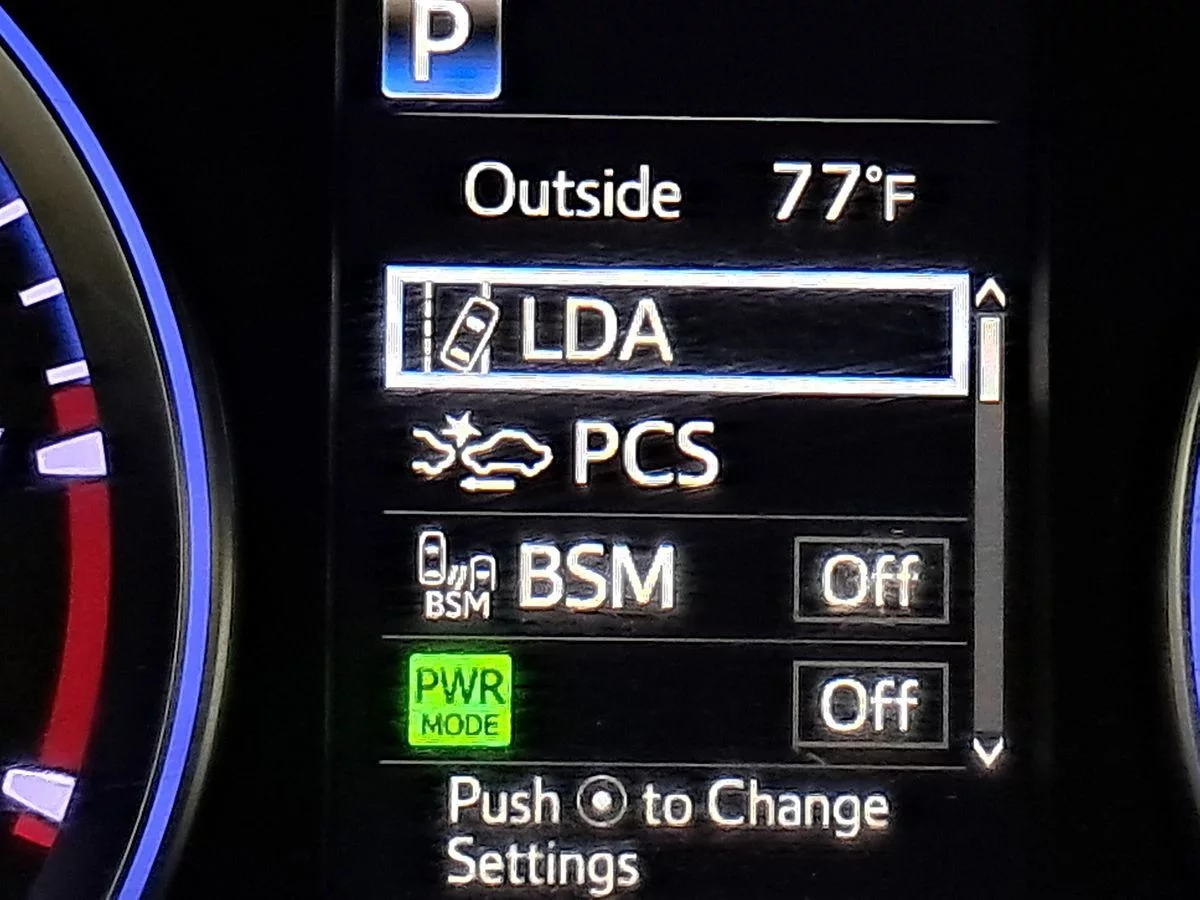 P
Outside 77°F
LDA
PCS
BSM BSM Off
PWR
MODE Off
Push to Change
Settings